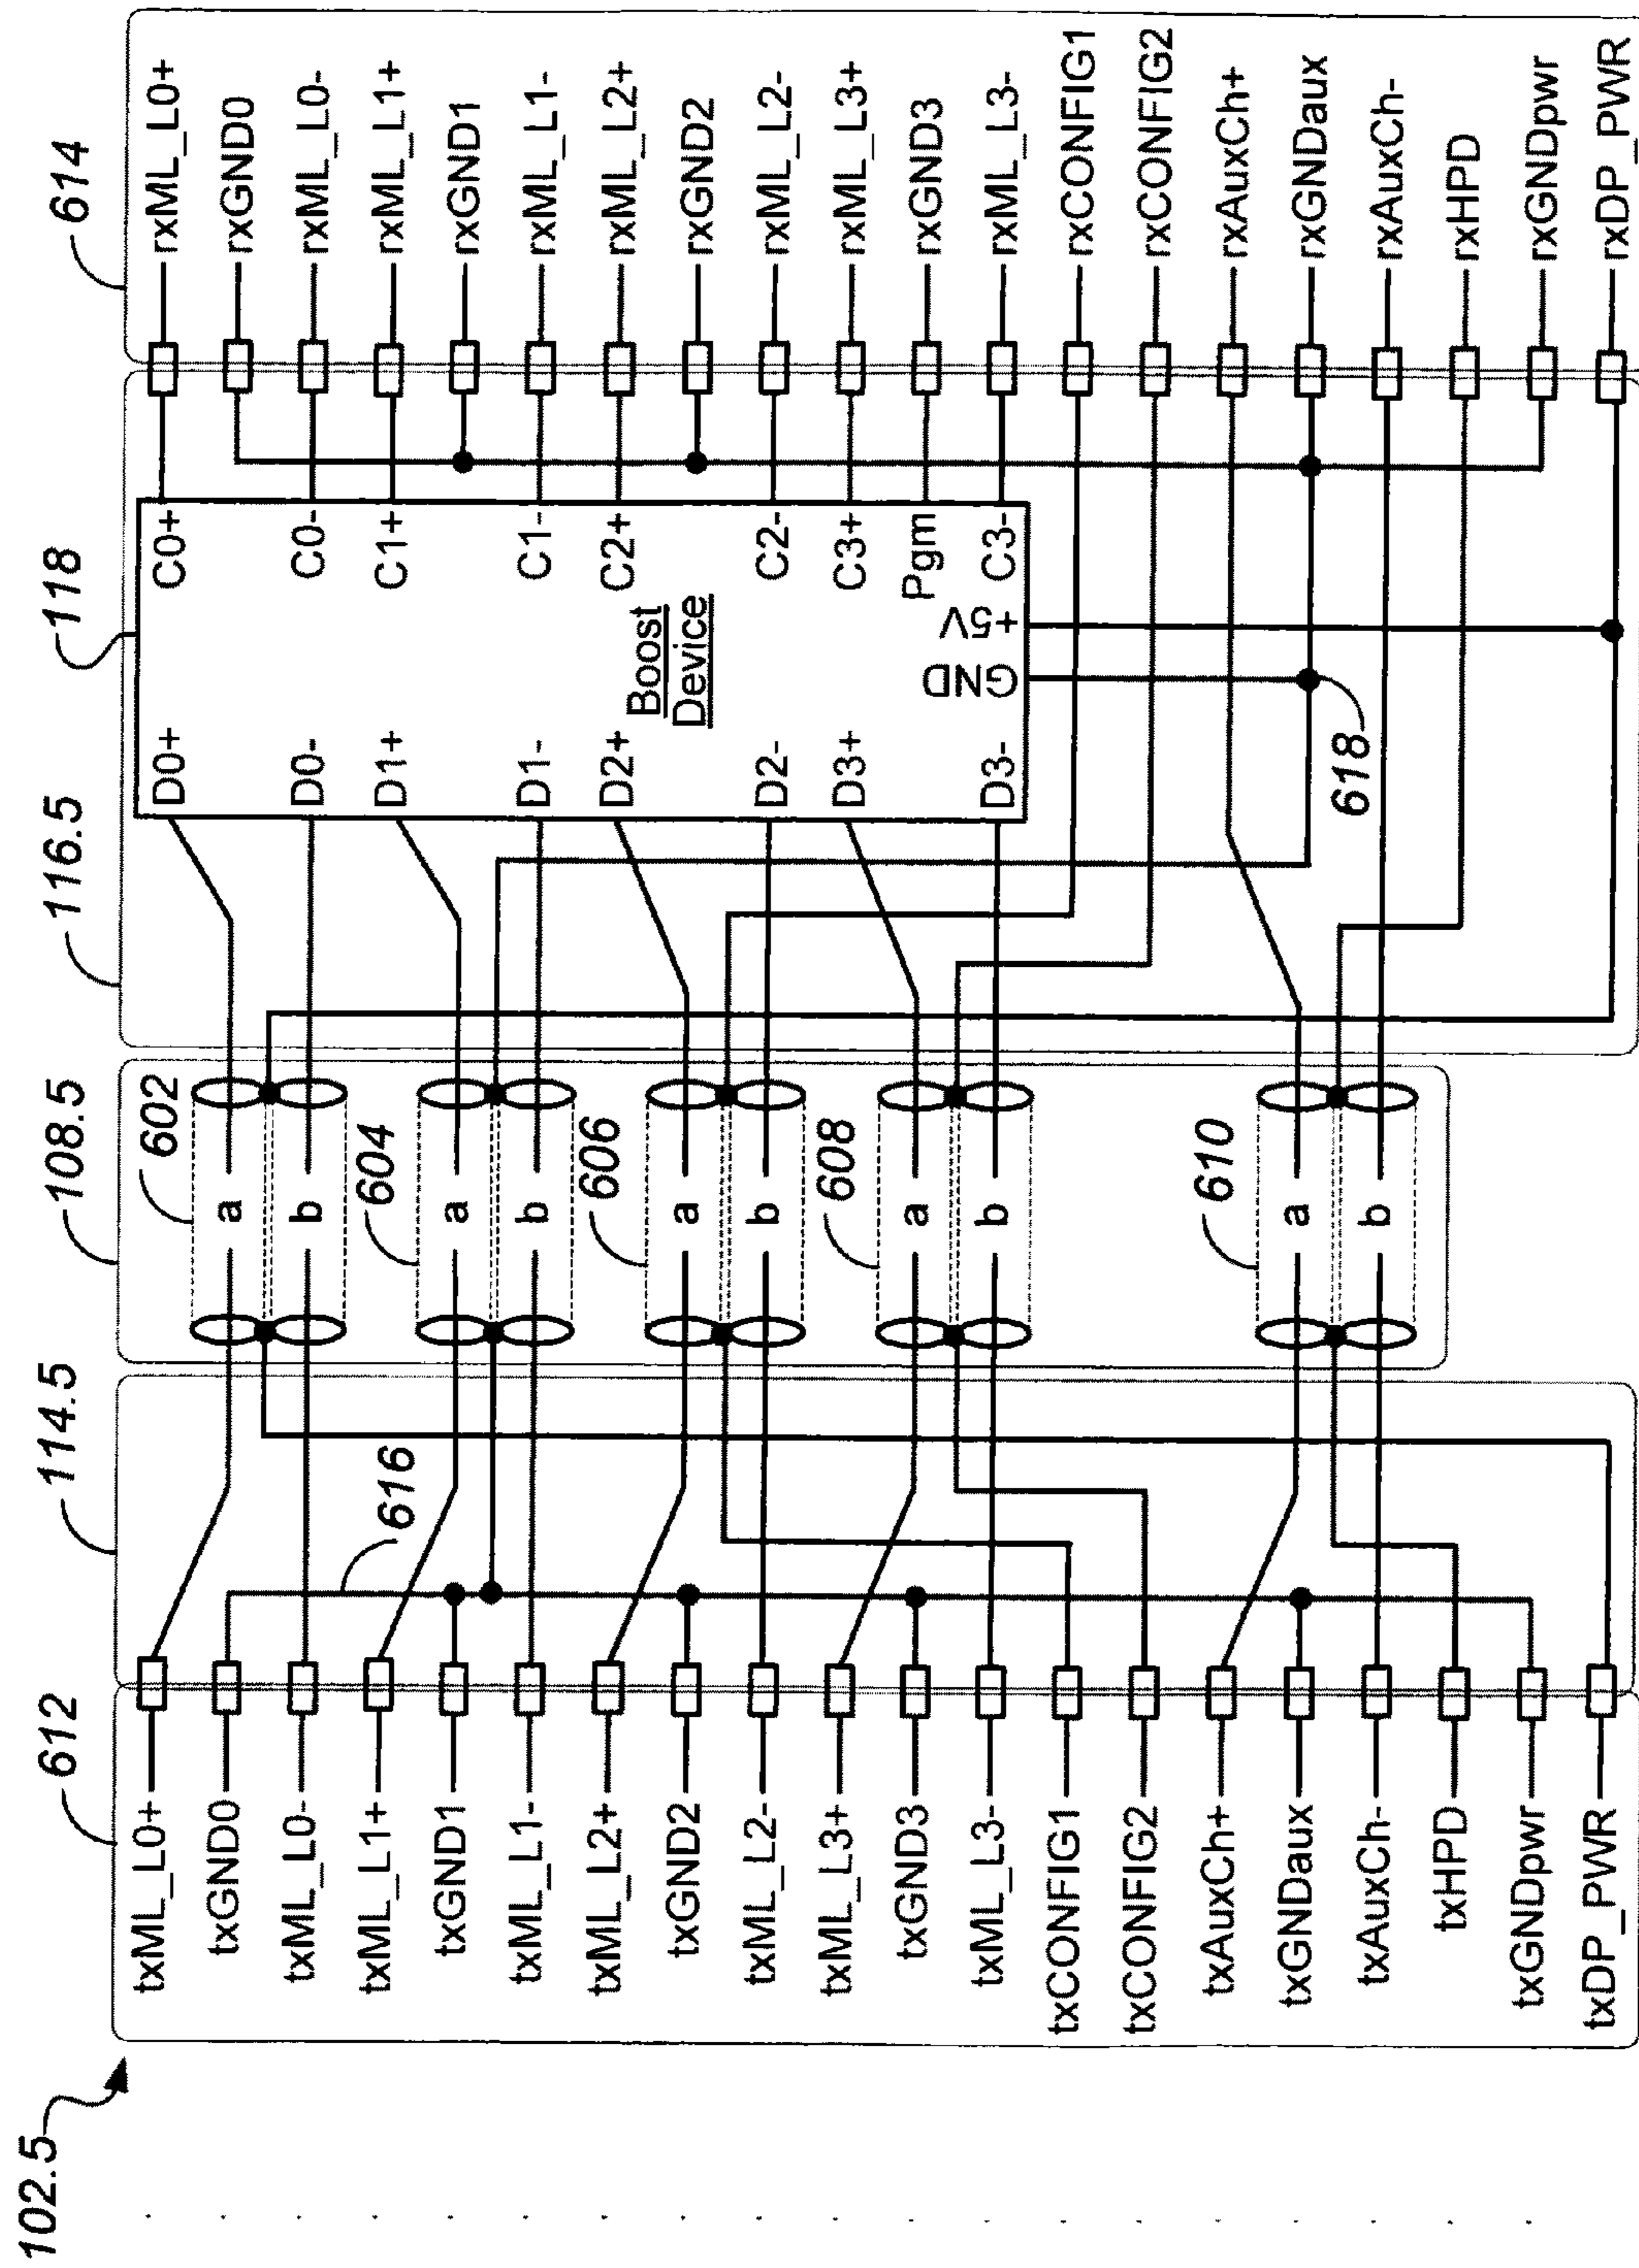 102.5
612
114.5
108.5
116.5
118
614
txML_L0+
txGND0
txML_L0-
txML_L1+
txGND1
txML_L1-
txML_L2+
txGND2
txML_L2-
txML_L3+
txGND3
txML_L3-
txCONFIG1
txCONFIG2
txAuxCh+
txGNDaux
txAuxCh-
txHPD
txGNDpwr
txDP_PWR
616
602
a
b
604
a
b
606
a
b
608
a
b
610
a
b
D0+
D0-
D1+
D1-
D2+
D2-
D3+
D3-
Boost
Device
GND
+5V
C0+
C0-
C1+
C1-
C2+
C2-
C3+
Pgm
C3-
618
rxML_L0+
rxGND0
rxML_L0-
rxML_L1+
rxGND1
rxML_L1-
rxML_L2+
rxGND2
rxML_L2-
rxML_L3+
rxGND3
rxML_L3-
rxCONFIG1
rxCONFIG2
rxAuxCh+
rxGNDaux
rxAuxCh-
rxHPD
rxGNDpwr
rxDP_PWR